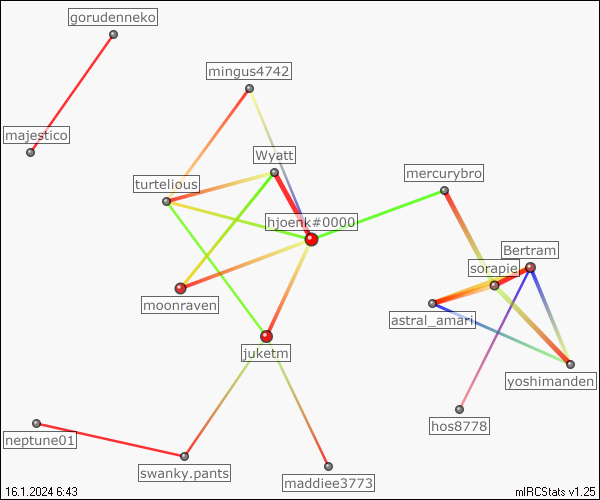 gorudenneko
mingus4742
majestico
Wyatt
mercurybro
turtelious
hjoenk#0000
Bertram
sorapie
moonraven
astral_amari
juketm
yoshimanden
hos8778
neptune01
swanky.pants
maddiee3773
16.1.2024 6:43
mIRCStats v1.25